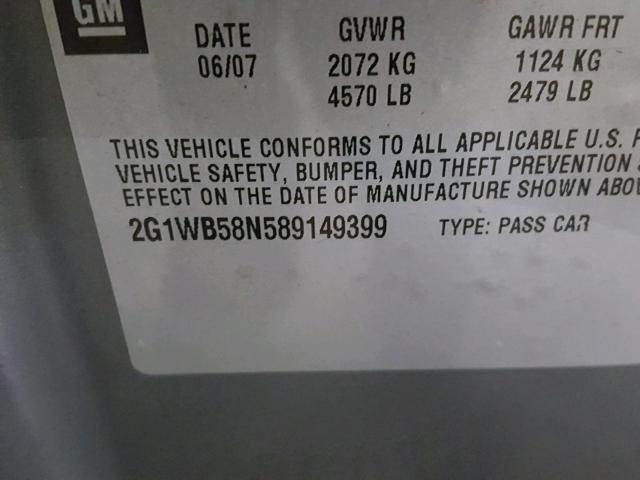 GM
DATE GVWR GAWR FRT
06/07 2072 KG 1124 KG
4570 LB 2479 LB
THIS VEHICLE CONFORMS TO ALL APPLICABLE U.S.
VEHICLE SAFETY, BUMPER, AND THEFT PREVENTION
EFFECT ON THE DATE OF MANUFACTURE SHOWN ABO
2G1WB58N589149399 TYPE: PASS CAR